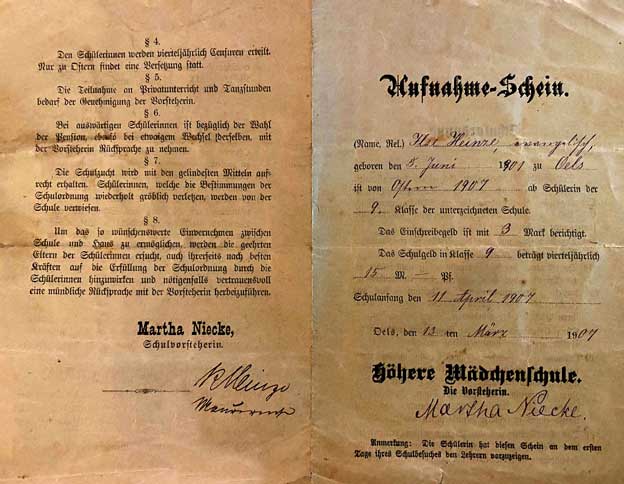 § 4.
Den Schülerinnen werden vierteljährlich Censuren erteilt.
Nur zu Ostern findet eine Versetzung statt.
§ 5.
Die Teilnahme an Privatunterricht und Tanzstunden
bedarf der Genehmigung der Vorsteherin.
§ 6.
Bei auswärtigen Schülerinnen ist bezüglich der Wahl
der Pension, ebenso bei etwaigem Wechsel derselben, mit
der Vorsteherin Rücksprache zu nehmen.
§ 7.
Die Schulzucht wird mit den gelindesten Mitteln auf-
recht erhalten. Schülerinnen, welche die Bestimmungen der
Schulordnung wiederholt gröblich verletzen, werden von der
Schule verwiesen.
§ 8.
Um das so wünschenswerte Einvernehmen zwischen
Schule und Haus zu ermöglichen, werden die geehrten
Eltern der Schülerinnen ersucht, auch ihrerseits nach besten
Kräften auf die Erfüllung der Schulordnung durch die
Schülerinnen hinzuwirken und nötigenfalls vertrauensvoll
eine mündliche Rücksprache mit der Vorsteherin herbeizuführen.
Martha Niecke,
Schulvorsteherin.
Heinze
Aufnahme-Schein.
(Name, Rel.) Heinze, evangelisch,
geboren den 5. Juni 1901 zu Oels
ist von Ostern 1907 ab Schülerin der
9. Klasse der unterzeichneten Schule.
Das Einschreibegeld ist mit 3 Mark berichtigt.
Das Schulgeld in Klasse 9 beträgt vierteljährlich
15 M. — Pf.
Schulanfang den 11 April 1907
Oels, den 13 ten März 1907
Höhere Mädchenschule.
Die Vorsteherin.
Martha Niecke.
Anmerkung: Die Schülerin hat diesen Schein an dem ersten
Tage ihres Schulbesuches den Lehrern vorzuzeigen.